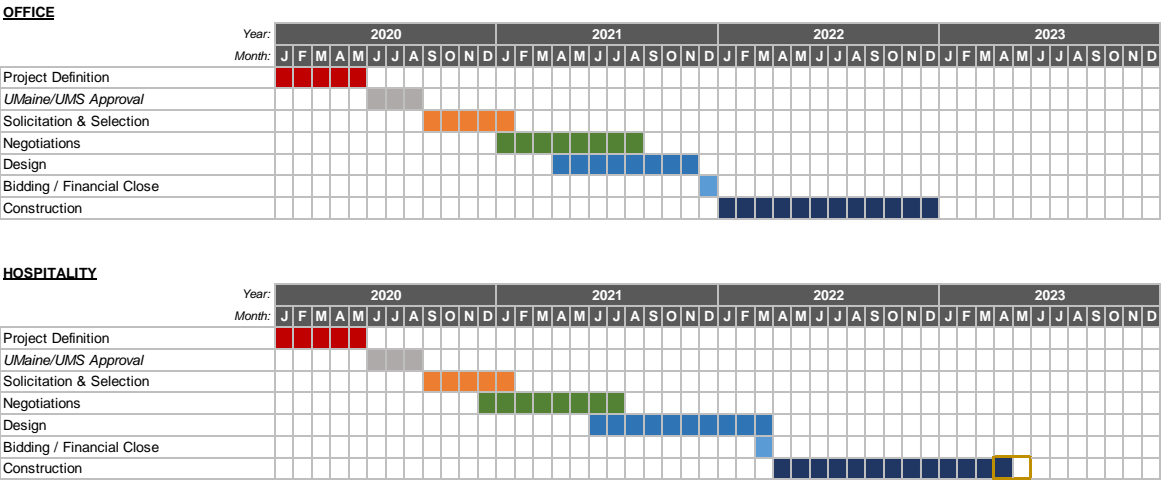 OFFICE
Year: 2020 2021 2022 2023
Month: J F M A M J J A S O N D J F M A M J J A S O N D J F M A M J J A S O N D J F M A M J J A S O N D
Project Definition
UMaine/UMS Approval
Solicitation & Selection
Negotiations
Design
Bidding / Financial Close
Construction
HOSPITALITY
Year: 2020 2021 2022 2023
Month: J F M A M J J A S O N D J F M A M J J A S O N D J F M A M J J A S O N D J F M A M J J A S O N D
Project Definition
UMaine/UMS Approval
Solicitation & Selection
Negotiations
Design
Bidding / Financial Close
Construction